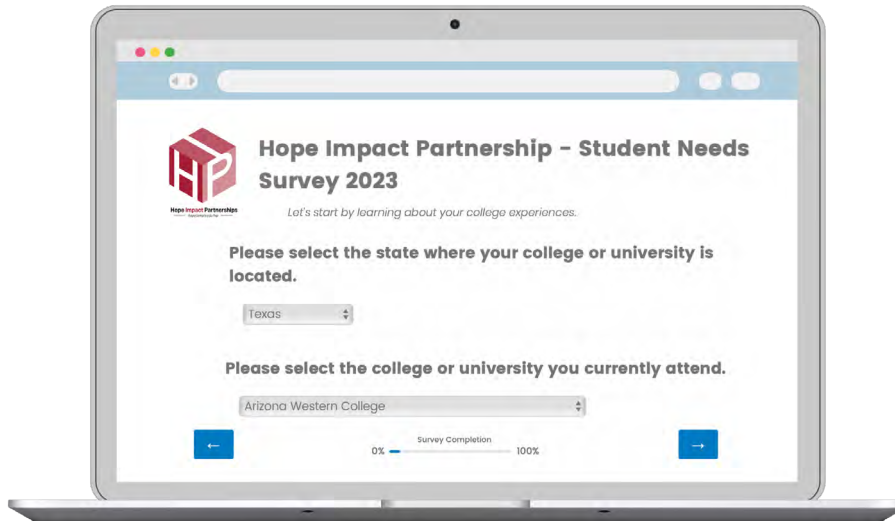 Hope Impact Partnership - Student Needs
Survey 2023
HP
Hope Impact Partnerships
Let's start by learning about your college experiences.
Please select the state where your college or university is
located.
Texas
Please select the college or university you currently attend.
Arizona Western College
←
Survey Completion
0%
100%
→